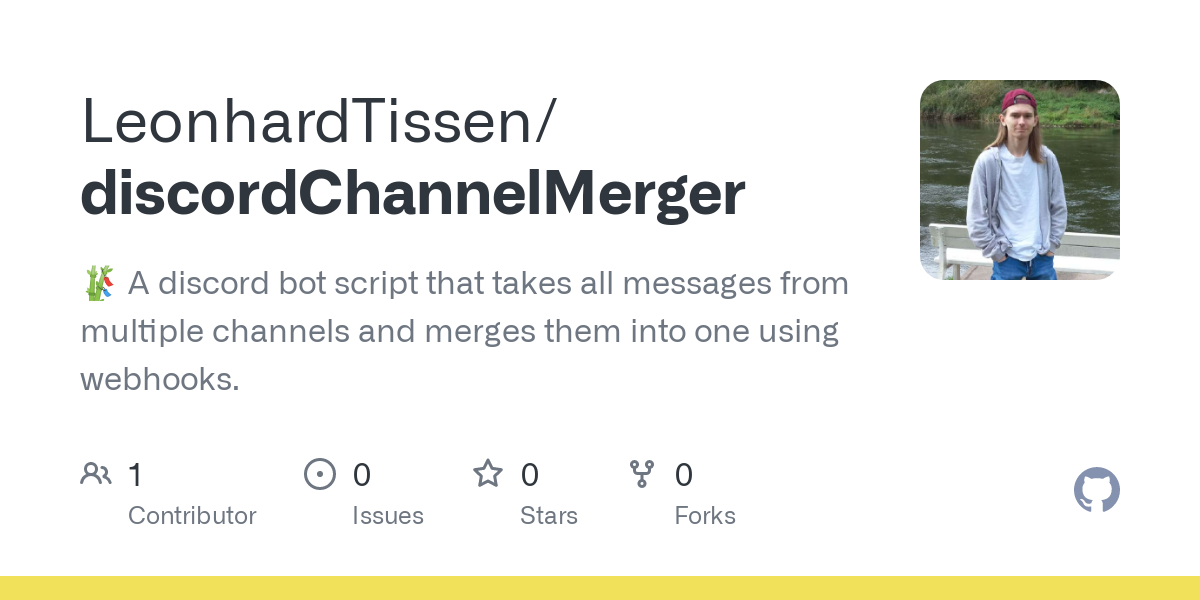 LeonhardTissen/
discordChannelMerger
🎋 A discord bot script that takes all messages from
multiple channels and merges them into one using
webhooks.
1 0 0 0
Contributor Issues Stars Forks